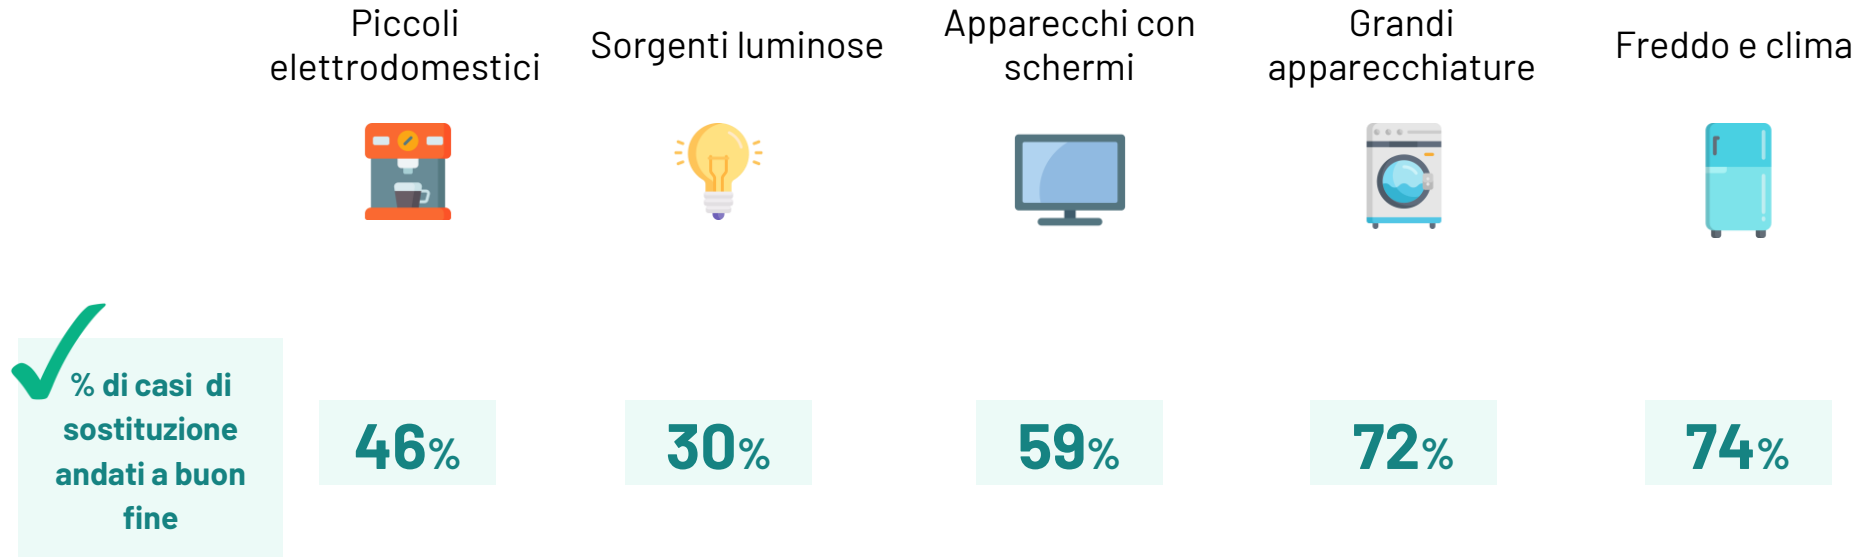 Piccoli
elettrodomestici
Sorgenti luminose
Apparecchi con
schermi
Grandi
apparecchiature
Freddo e clima
% di casi di
sostituzione
andati a buon
fine
46%
30%
59%
72%
74%